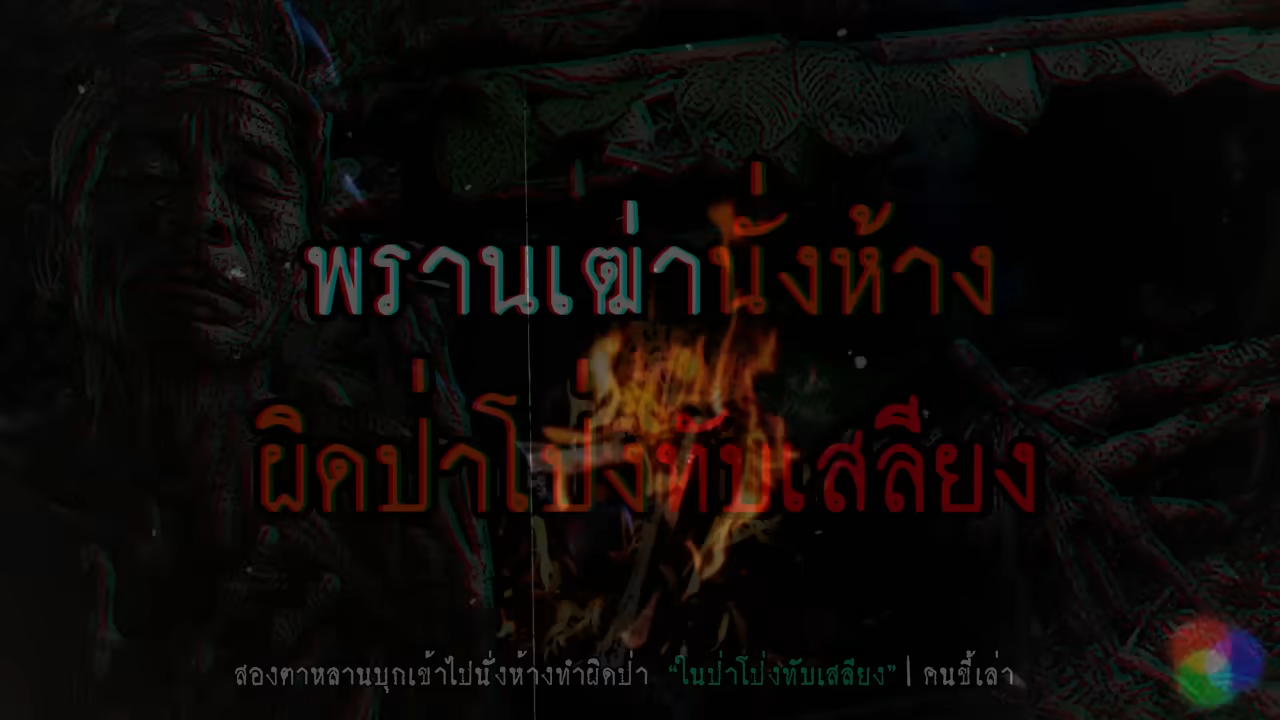 พรานเฒ่านั่งห้าง
ผิดป่าโป่งทับเสลียง
สองตาหลานบุกเข้าไปนั่งห้างทำผิดป่า “ในป่าโป่งทับเสลียง” | คนขี้เล่า